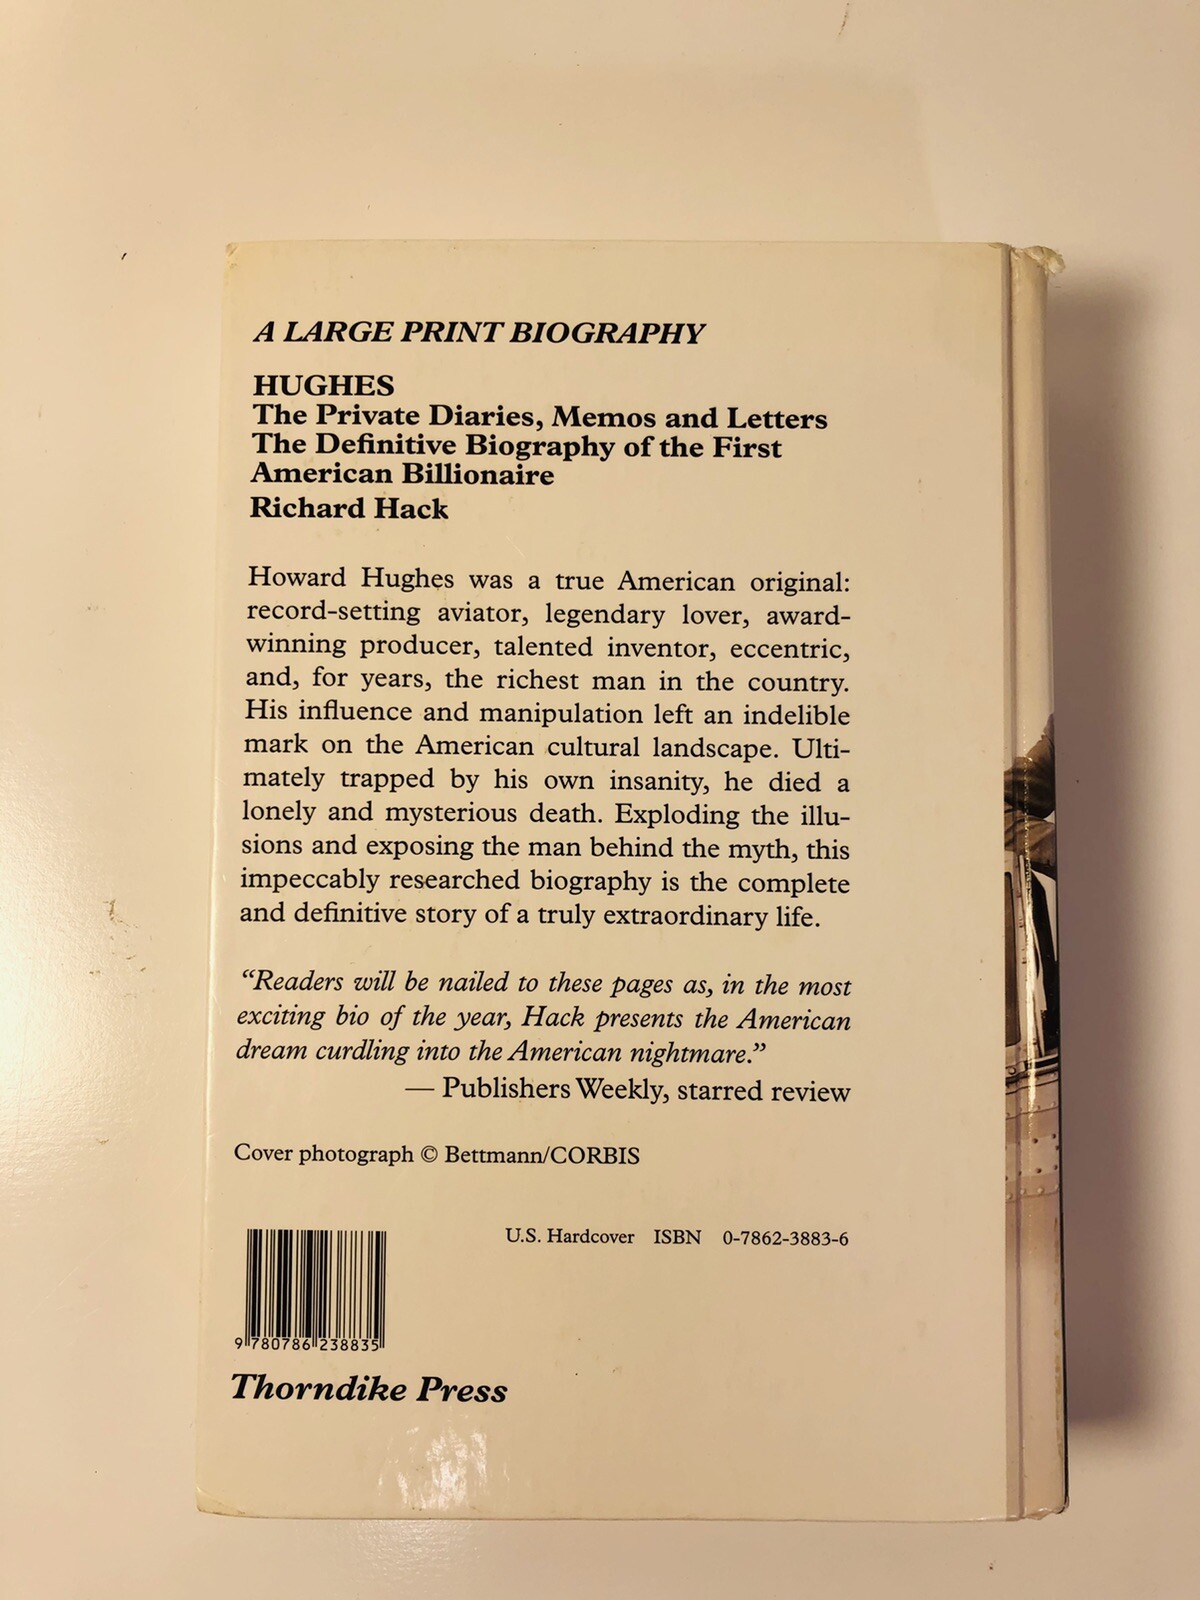 A LARGE PRINT BIOGRAPHY
HUGHES
The Private Diaries, Memos and Letters
The Definitive Biography of the First
American Billionaire
Richard Hack
Howard Hughes was a true American original:
record-setting aviator, legendary lover, award-
winning producer, talented inventor, eccentric,
and, for years, the richest man in the country.
His influence and manipulation left an indelible
mark on the American cultural landscape. Ulti-
mately trapped by his own insanity, he died a
lonely and mysterious death. Exploding the illu-
sions and exposing the man behind the myth, this
impeccably researched biography is the complete
and definitive story of a truly extraordinary life.
“Readers will be nailed to these pages as, in the most
exciting bio of the year, Hack presents the American
dream curdling into the American nightmare.”
— Publishers Weekly, starred review
Cover photograph © Bettmann/CORBIS
U.S. Hardcover ISBN 0-7862-3883-6
9 780786 238835
Thorndike Press